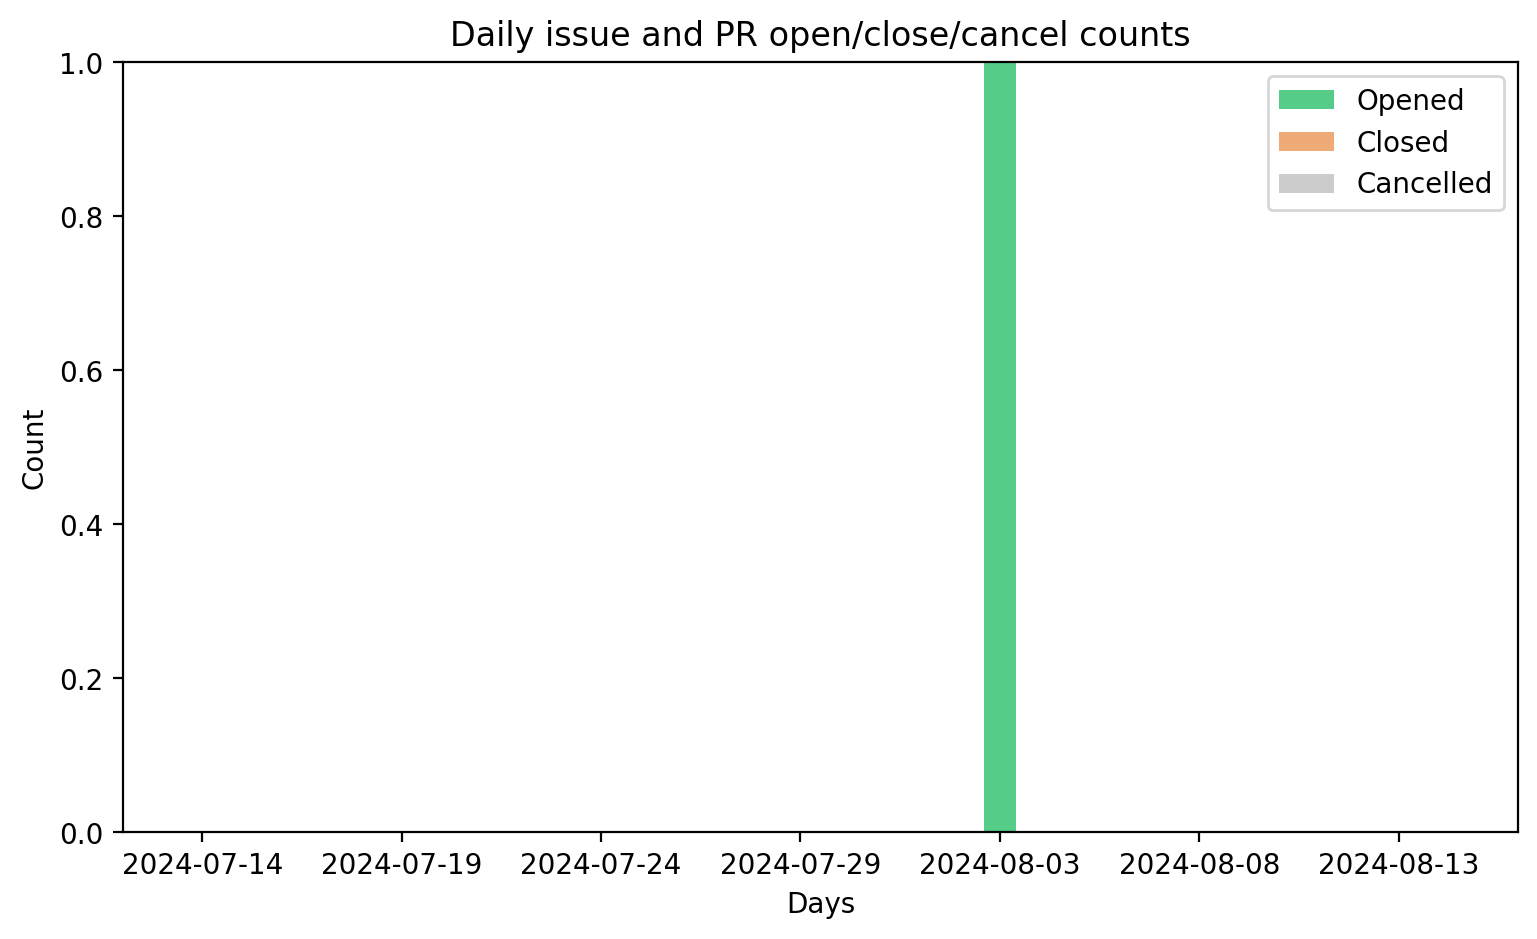 Daily issue and PR open/close/cancel counts
1.0
0.8
0.6
0.4
0.2
0.0
Count
Opened
Closed
Cancelled
2024-07-14 2024-07-19 2024-07-24 2024-07-29 2024-08-03 2024-08-08 2024-08-13
Days